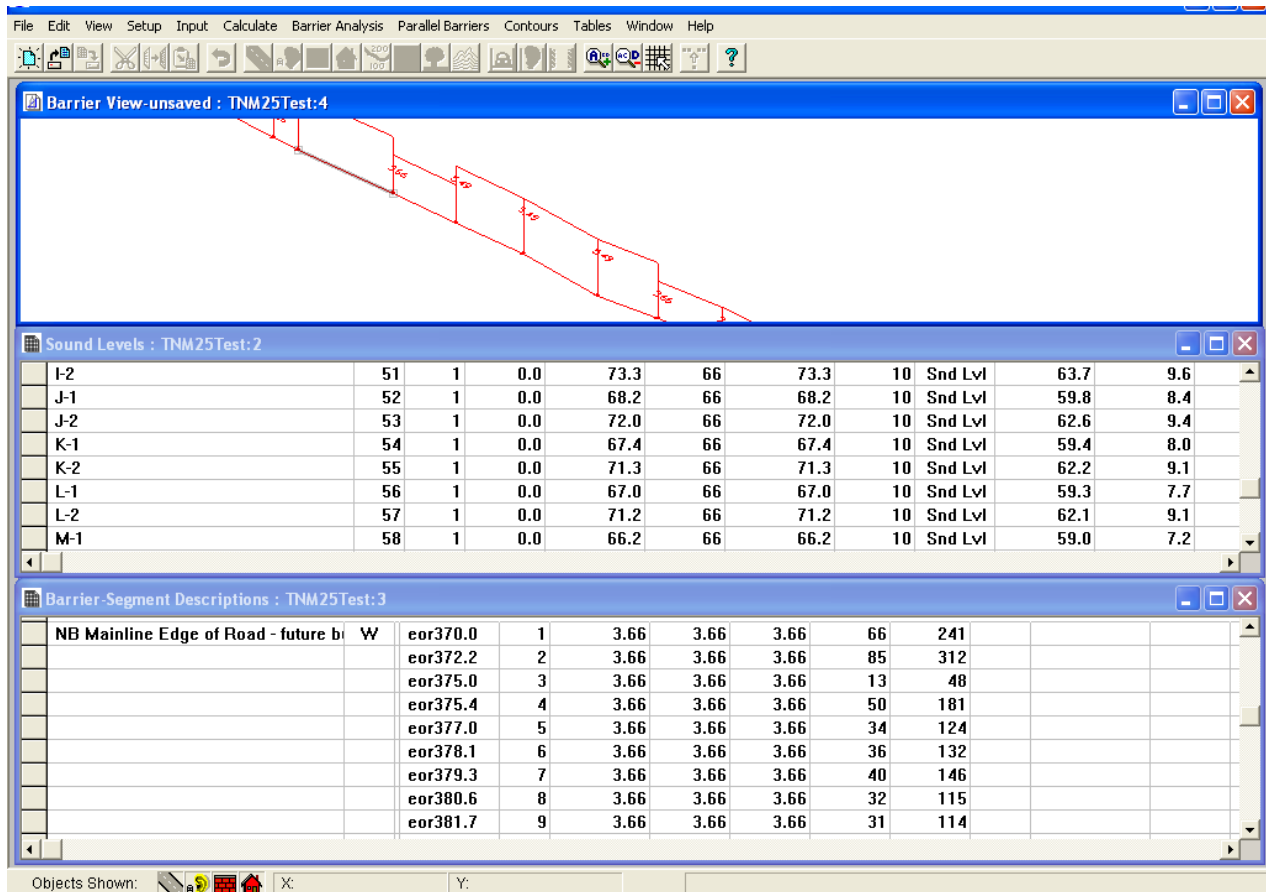 File Edit View Setup Input Calculate Barrier Analysis Parallel Barriers Contours Tables Window Help
Barrier View-unsaved : TNM25Test:4
3.66
5.49
5.49
5.49
3.66
Sound Levels : TNM25Test:2
I-2 51 1 0.0 73.3 66 73.3 10 Snd Lvl 63.7 9.6
J-1 52 1 0.0 68.2 66 68.2 10 Snd Lvl 59.8 8.4
J-2 53 1 0.0 72.0 66 72.0 10 Snd Lvl 62.6 9.4
K-1 54 1 0.0 67.4 66 67.4 10 Snd Lvl 59.4 8.0
K-2 55 1 0.0 71.3 66 71.3 10 Snd Lvl 62.2 9.1
L-1 56 1 0.0 67.0 66 67.0 10 Snd Lvl 59.3 7.7
L-2 57 1 0.0 71.2 66 71.2 10 Snd Lvl 62.1 9.1
M-1 58 1 0.0 66.2 66 66.2 10 Snd Lvl 59.0 7.2
Barrier-Segment Descriptions : TNM25Test:3
NB Mainline Edge of Road - future W eor370.0 1 3.66 3.66 3.66 66 241
eor372.2 2 3.66 3.66 3.66 85 312
eor375.0 3 3.66 3.66 3.66 13 48
eor375.4 4 3.66 3.66 3.66 50 181
eor377.0 5 3.66 3.66 3.66 34 124
eor378.1 6 3.66 3.66 3.66 36 132
eor379.3 7 3.66 3.66 3.66 40 146
eor380.6 8 3.66 3.66 3.66 32 115
eor381.7 9 3.66 3.66 3.66 31 114
Objects Shown: X: Y: